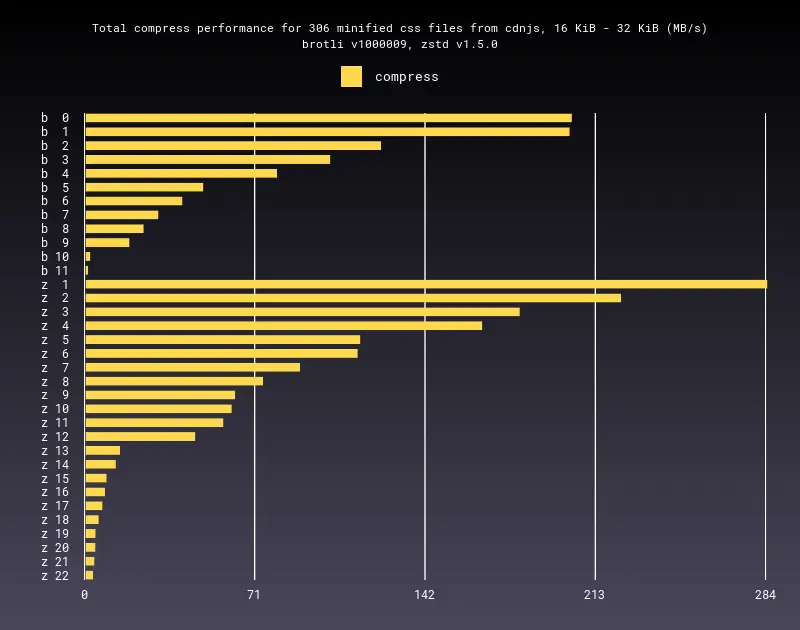 Total compress performance for 306 minified css files from cdnjs, 16 KiB - 32 KiB (MB/s)
brotli v1000009, zstd v1.5.0
compress
b 0
b 1
b 2
b 3
b 4
b 5
b 6
b 7
b 8
b 9
b 10
b 11
z 1
z 2
z 3
z 4
z 5
z 6
z 7
z 8
z 9
z 10
z 11
z 12
z 13
z 14
z 15
z 16
z 17
z 18
z 19
z 20
z 21
z 22
0 71 142 213 284